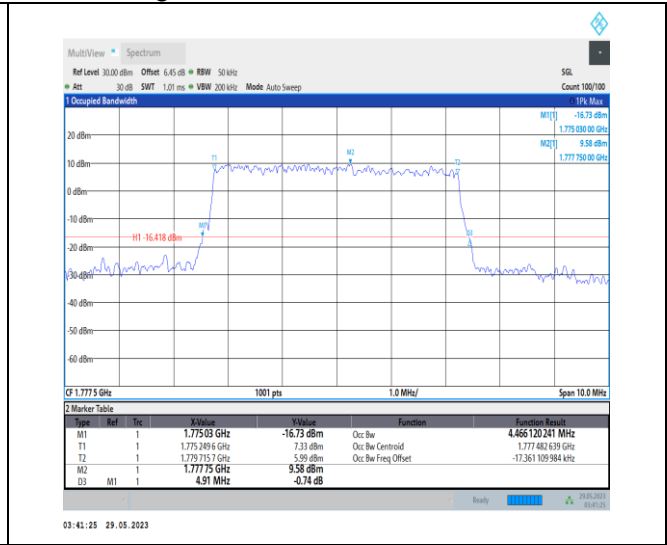 MultiView Spectrum
Ref Level 30.00 dBm Offset 6.45 dB RBW 50 kHz SGL
Att 30 dB SWT 1.01 ms VBW 200 kHz Mode Auto Sweep Count 100/100
1 Occupied Bandwidth 1Pk Max
M1[1] -16.73 dBm
1.775 030 00 GHz
M2[1] 9.58 dBm
1.777 750 00 GHz
20 dBm
M2
T1 T2
10 dBm
0 dBm
-10 dBm
M1
H1 -16.418 dBm D3
-20 dBm
-30 dBm
-40 dBm
-50 dBm
-60 dBm
CF 1.777 5 GHz 1001 pts 1.0 MHz/ Span 10.0 MHz
2 Marker Table
Type Ref Trc X-Value Y-Value Function Function Result
M1 1 1.775 03 GHz -16.73 dBm Occ Bw 4.466 120 241 MHz
T1 1 1.775 249 6 GHz 7.33 dBm Occ Bw Centroid 1.777 482 639 GHz
T2 1 1.779 715 7 GHz 5.99 dBm Occ Bw Freq Offset -17.361 109 984 kHz
M2 1 1.777 75 GHz 9.58 dBm
D3 M1 1 4.91 MHz -0.74 dB
Ready 29.05.2023
03:41:25
03:41:25 29.05.2023